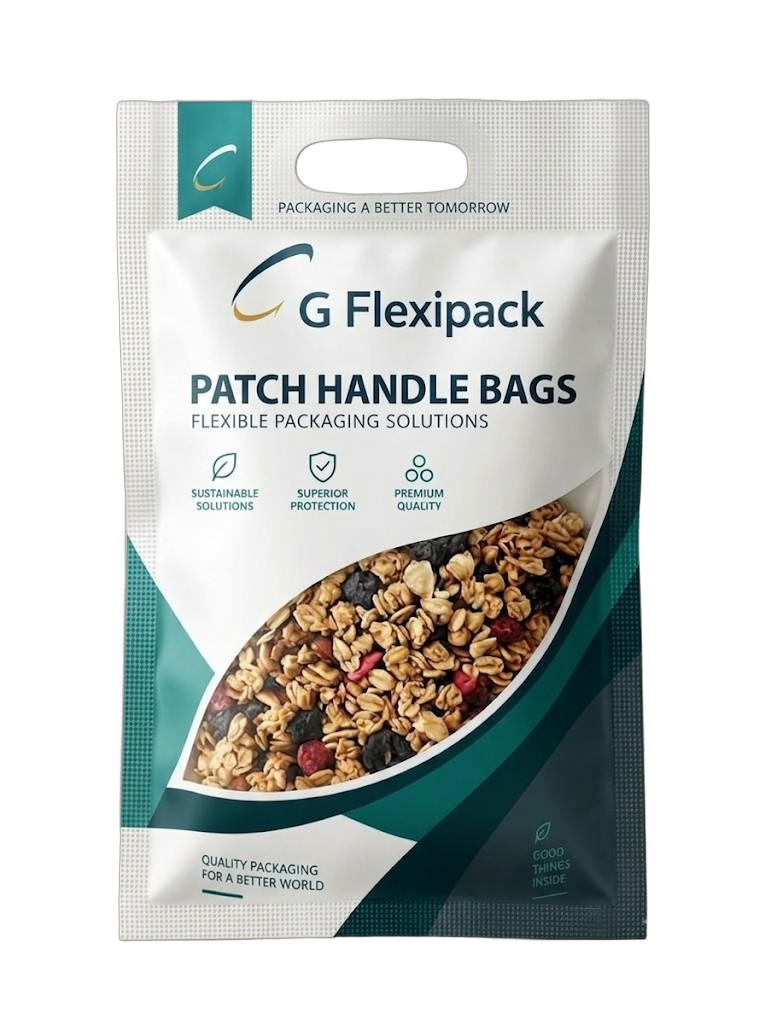 PACKAGING A BETTER TOMORROW
G Flexipack
PATCH HANDLE BAGS
FLEXIBLE PACKAGING SOLUTIONS
SUSTAINABLE
SOLUTIONS
SUPERIOR
PROTECTION
PREMIUM
QUALITY
QUALITY PACKAGING
FOR A BETTER WORLD
GOOD
THINGS
INSIDE